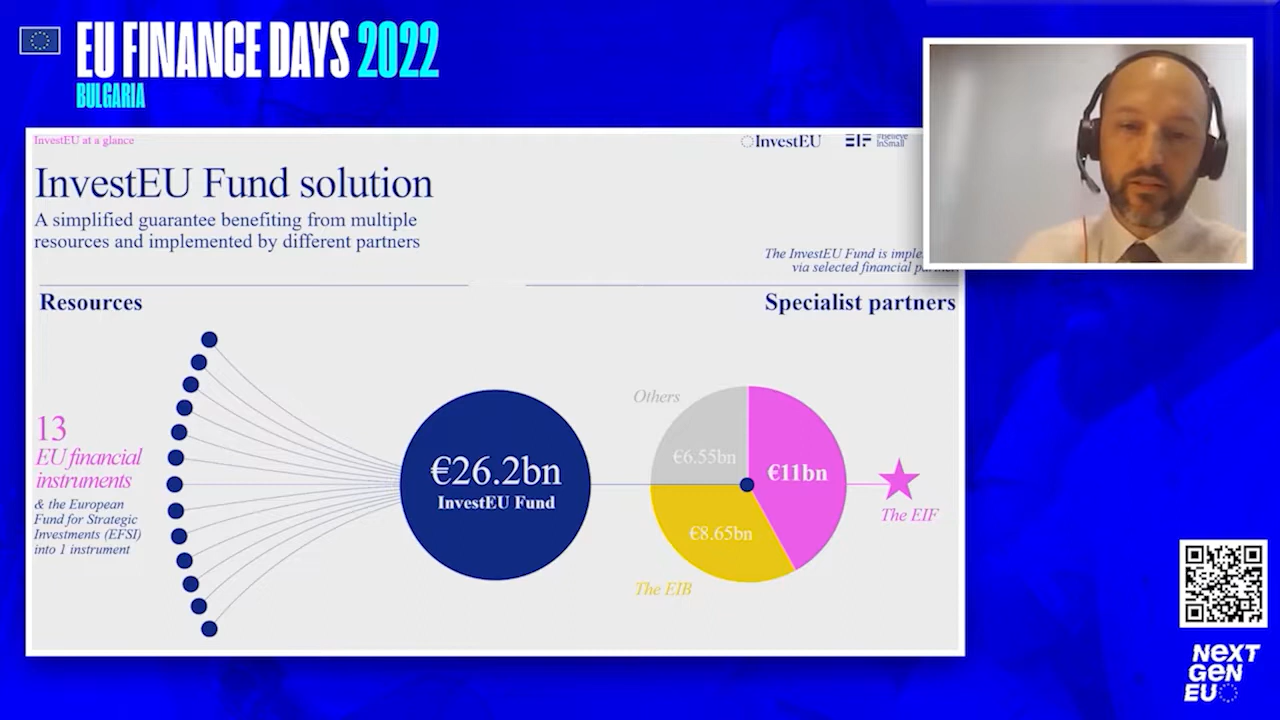 EU FINANCE DAYS 2022
BULGARIA
InvestEU at a glance
InvestEU
EIF
#Believe
InSmall
InvestEU Fund solution
A simplified guarantee benefiting from multiple
resources and implemented by different partners
The InvestEU Fund is
via selected financial
Resources
Specialist partners
13
EU financial
instruments
& the European
Fund for Strategic
Investments (EFSI)
into 1 instrument
€26.2bn
InvestEU Fund
Others
€6.55bn
€11bn
€8.65bn
The EIF
The EIB
NEXT
GEN
EU